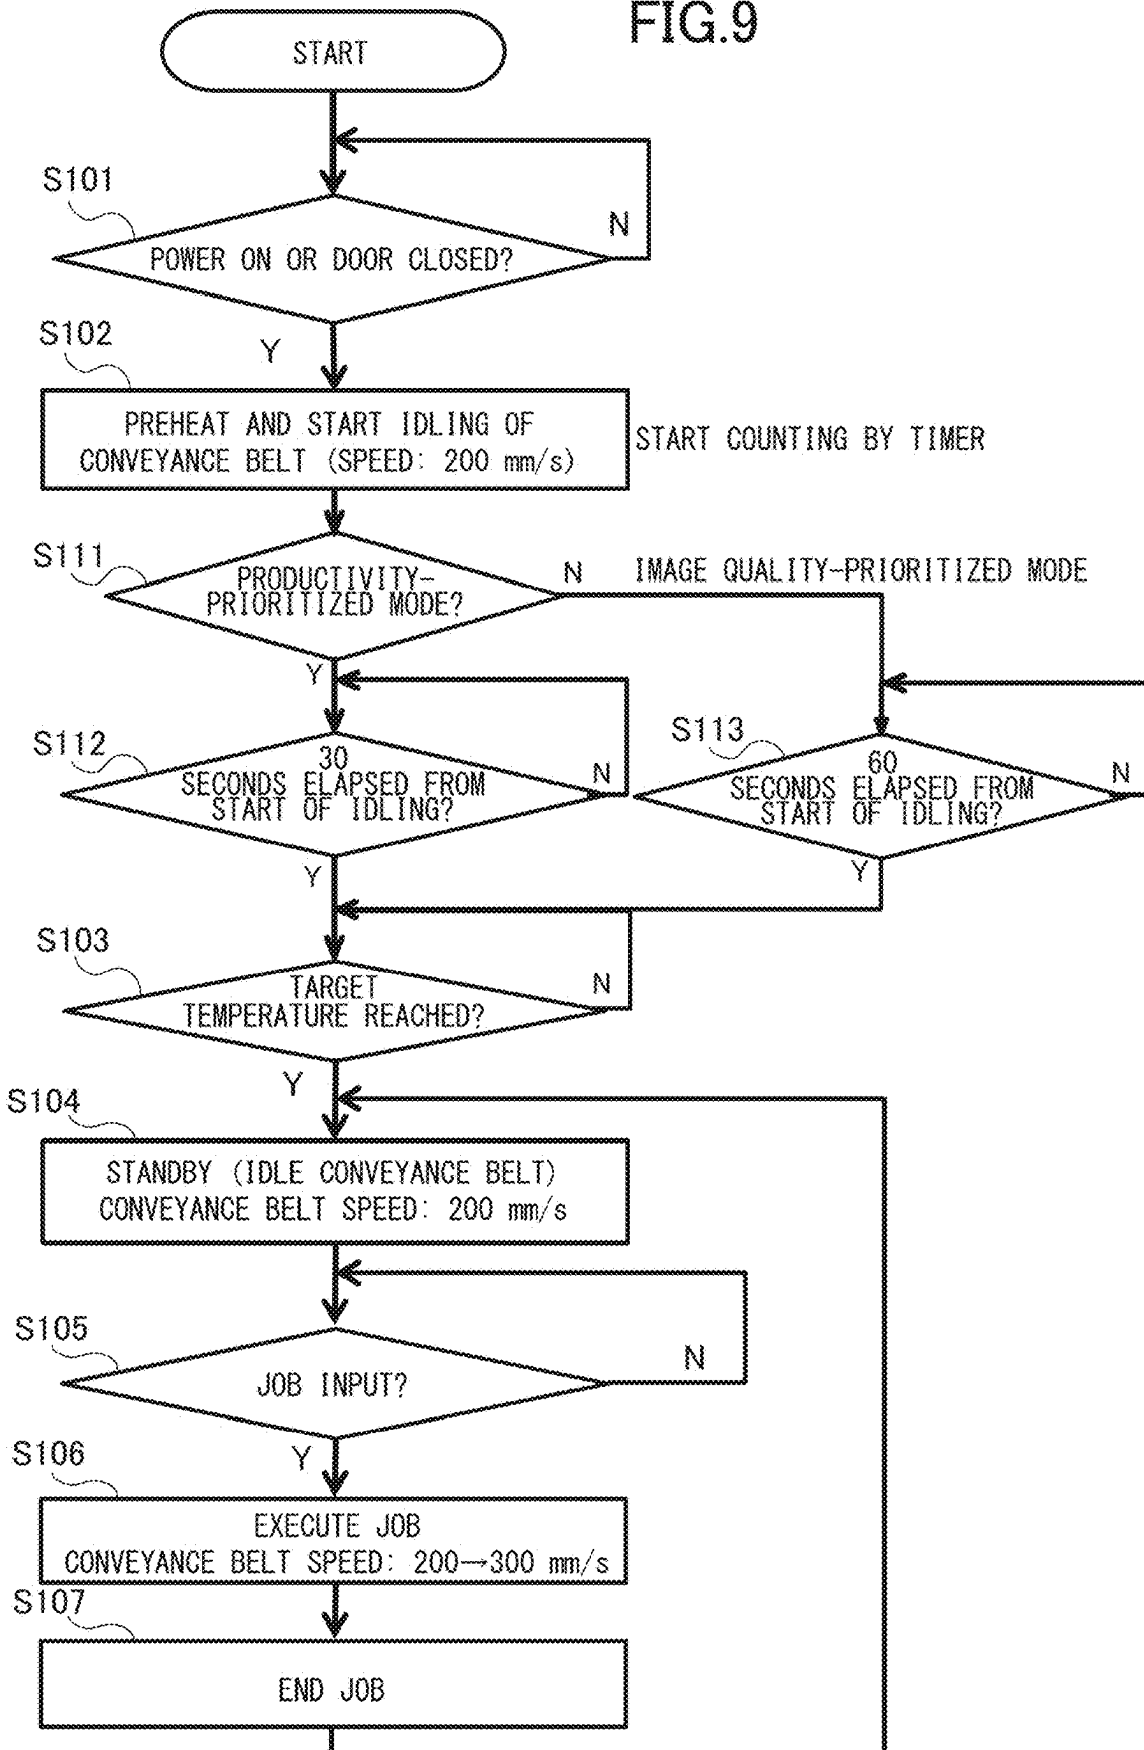 FIG.9
START
S101
N
POWER ON OR DOOR CLOSED?
Y
S102
PREHEAT AND START IDLING OF
CONVEYANCE BELT (SPEED: 200 mm/s)
START COUNTING BY TIMER
S111
PRODUCTIVITY-
PRIORITIZED MODE?
N
IMAGE QUALITY-PRIORITIZED MODE
Y
S112
30
SECONDS ELAPSED FROM
START OF IDLING?
N
S113
60
SECONDS ELAPSED FROM
START OF IDLING?
N
Y
Y
S103
TARGET
TEMPERATURE REACHED?
N
Y
S104
STANDBY (IDLE CONVEYANCE BELT)
CONVEYANCE BELT SPEED: 200 mm/s
S105
JOB INPUT?
N
Y
S106
EXECUTE JOB
CONVEYANCE BELT SPEED: 200→300 mm/s
S107
END JOB